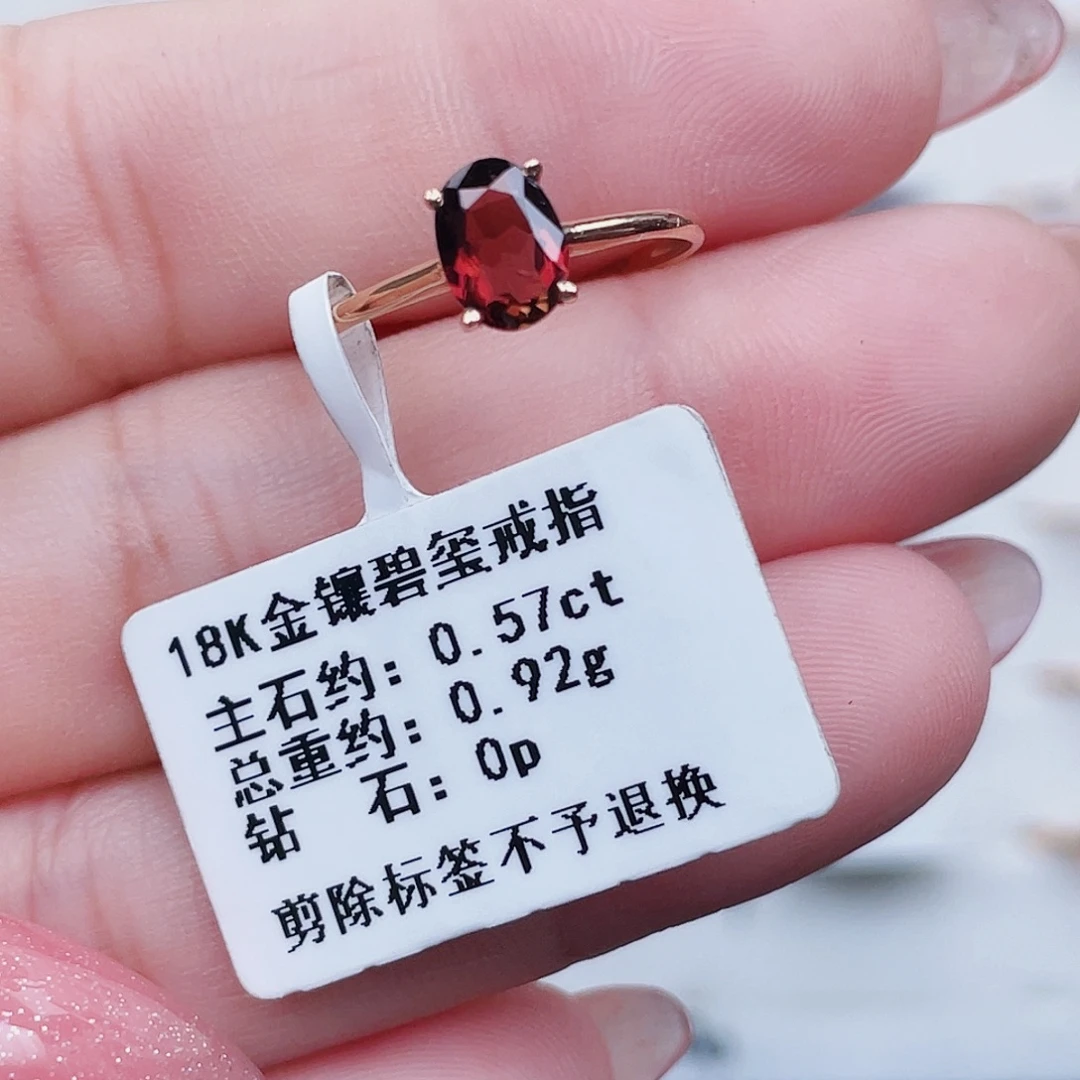 18K金镶碧玺戒指
主石约: 0.57ct
总重约: 0.92g
钻 石: 0p
剪除标签不予退换